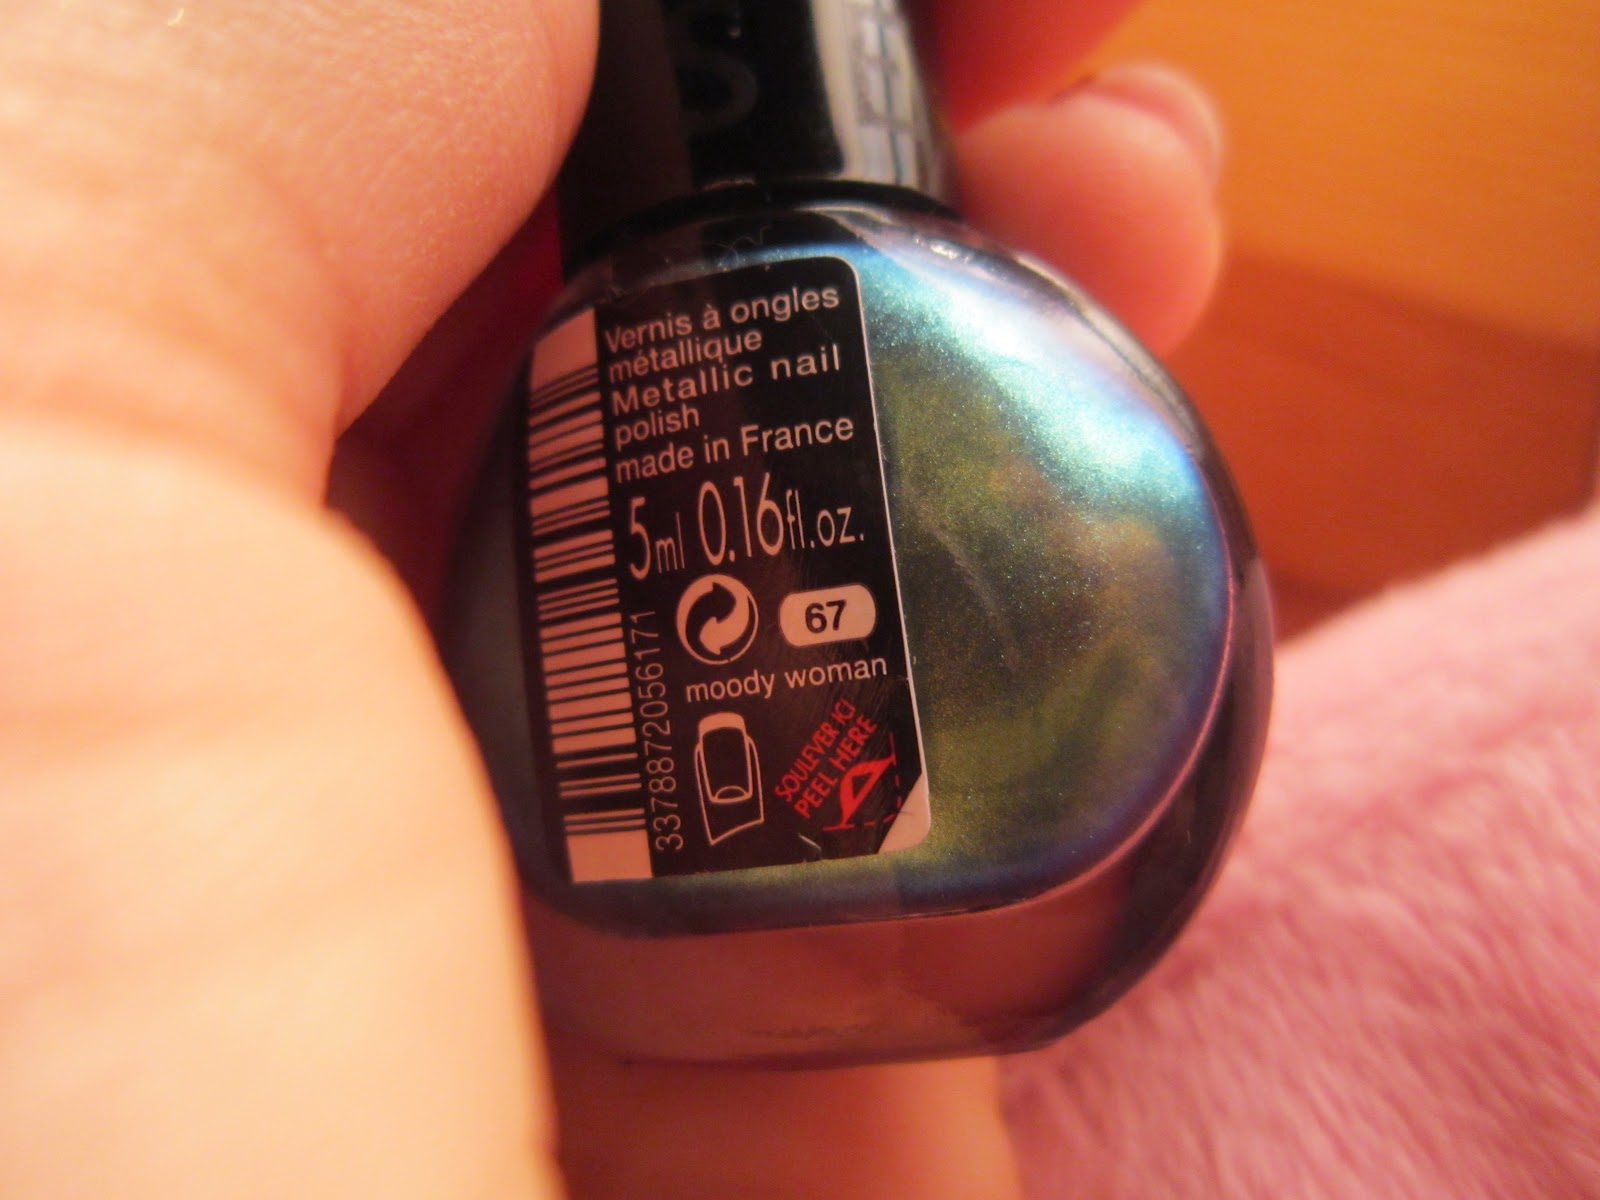 S
Vernis à ongles
métallique
Metallic nail
polish
made in France
5ml 0.16fl.oz.
67
moody woman
SOULEVER ICI
PEEL HERE
3378872056171